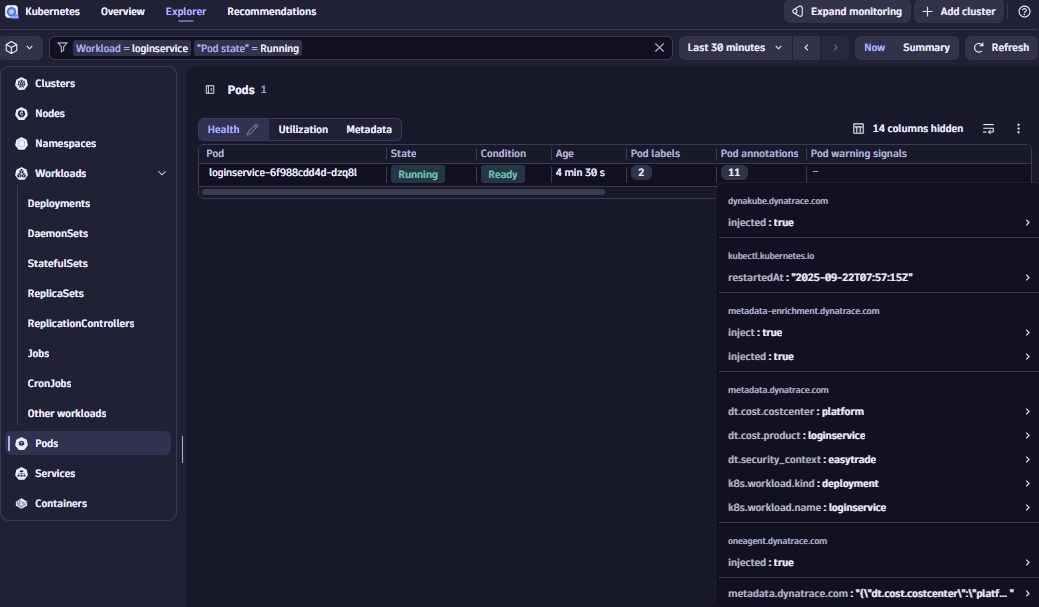 Kubernetes Overview Explorer Recommendations Expand monitoring Add cluster
Workload = loginservice "Pod state" = Running Last 30 minutes Now Summary Refresh
Clusters
Nodes
Namespaces
Workloads
Deployments
DaemonSets
StatefulSets
ReplicaSets
ReplicationControllers
Jobs
CronJobs
Other workloads
Pods
Services
Containers
Pods 1
Health Utilization Metadata 14 columns hidden
Pod State Condition Age Pod labels Pod annotations Pod warning signals
loginservice-6f988cdd4d-dzq8l Running Ready 4 min 30 s 2 11 –
dynakube.dynatrace.com
injected : true
kubectl.kubernetes.io
restartedAt : "2025-09-22T07:57:15Z"
metadata-enrichment.dynatrace.com
inject : true
injected : true
metadata.dynatrace.com
dt.cost.costcenter : platform
dt.cost.product : loginservice
dt.security_context : easytrade
k8s.workload.kind : deployment
k8s.workload.name : loginservice
oneagent.dynatrace.com
injected : true
metadata.dynatrace.com : "{\"dt.cost.costcenter\":\"platf... "